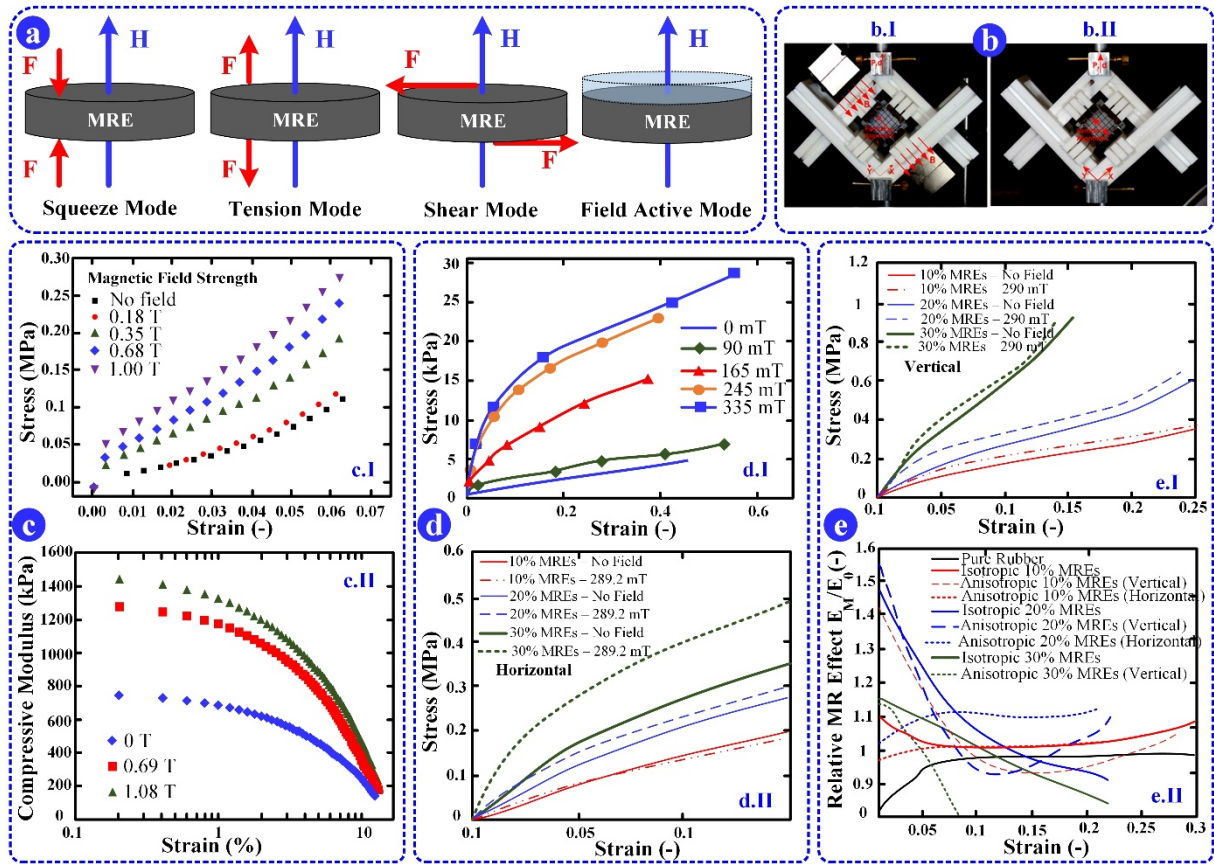 a
H
H
H
H
F
F
F
F
MRE
MRE
MRE
MRE
F
F
F
F
Squeeze Mode
Tension Mode
Shear Mode
Field Active Mode
b.I
b
b.II
B
B
Y
X
Y
X
c
0.30
0.25
0.20
0.15
0.10
0.05
0.00
Stress (MPa)
Magnetic Field Strength
No field
0.18 T
0.35 T
0.68 T
1.00 T
c.I
0.00
0.01
0.02
0.03
0.04
0.05
0.06
0.07
Strain (-)
1600
1400
1200
1000
800
600
400
200
0
Compressive Modulus (kPa)
c.II
0 T
0.69 T
1.08 T
0.1
1
10
Strain (%)
d
30
25
20
15
10
5
0
Stress (kPa)
0 mT
90 mT
165 mT
245 mT
335 mT
d.I
0
0.2
0.4
0.6
Strain (-)
0.6
0.5
0.4
0.3
0.2
0.1
0
Stress (MPa)
10% MREs – No Field
10% MREs – 289.2 mT
20% MREs – No Field
20% MREs – 289.2 mT
30% MREs – No Field
30% MREs – 289.2 mT
Horizontal
d.II
0.1
0.05
0.1
Strain (-)
e
1.2
1
0.8
0.6
0.4
0.2
0
Stress (MPa)
10% MREs – No Field
10% MREs 290 mT
20% MREs – No Field
20% MREs – 290 mT
30% MREs – No Field
30% MREs 290 mT
Vertical
e.I
0.1
0.05
0.1
0.15
0.2
0.25
Strain (-)
1.6
1.5
1.4
1.3
1.2
1.1
1
0.9
0.8
Relative MR Effect E_M/E_0 (-)
Pure Rubber
Isotropic 10% MREs
Anisotropic 10% MREs (Vertical)
Anisotropic 10% MREs (Horizontal)
Isotropic 20% MREs
Anisotropic 20% MREs (Vertical)
Anisotropic 20% MREs (Horizontal)
Isotropic 30% MREs
Anisotropic 30% MREs (Vertical)
e.II
0.05
0.1
0.15
0.2
0.25
0.3
Strain (-)